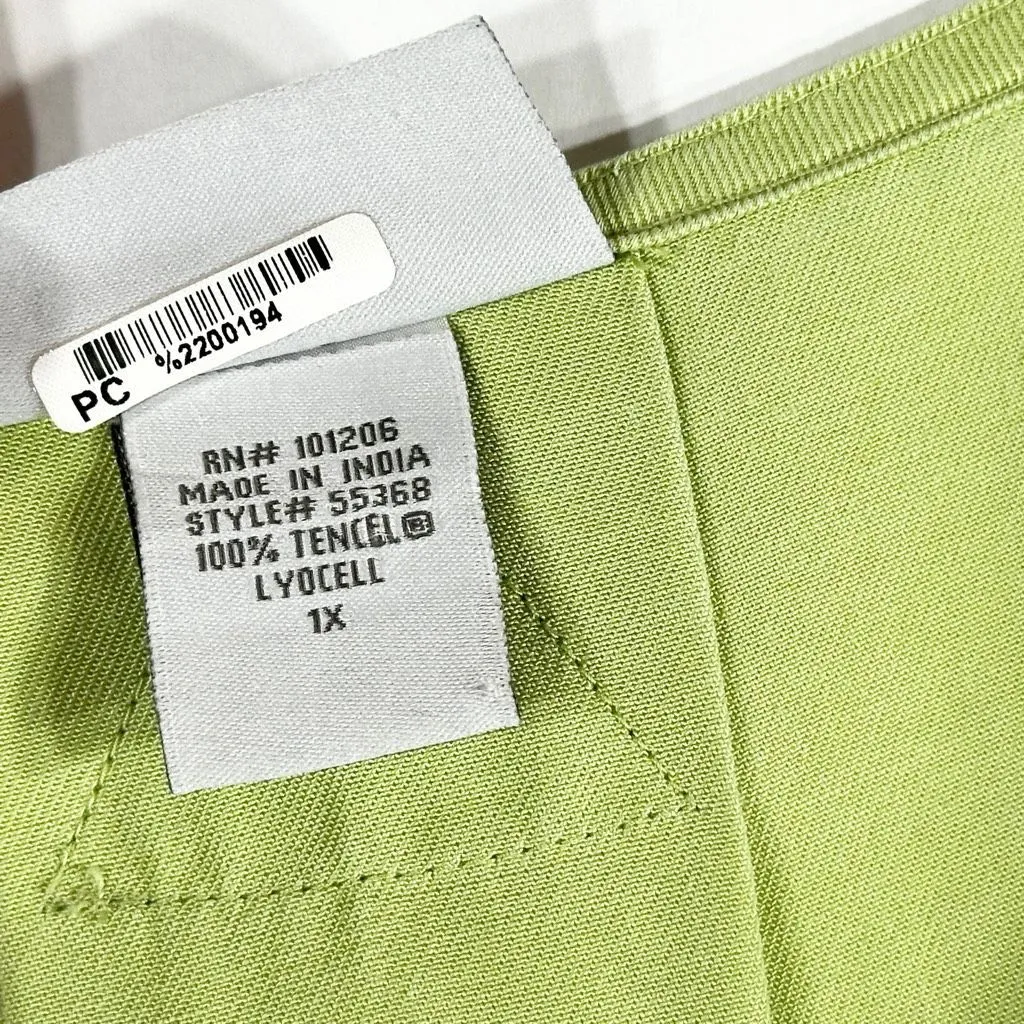 PC %2200194
RN# 101206
MADE IN INDIA
STYLE# 55368
100% TENCEL®
LYOCELL
1X